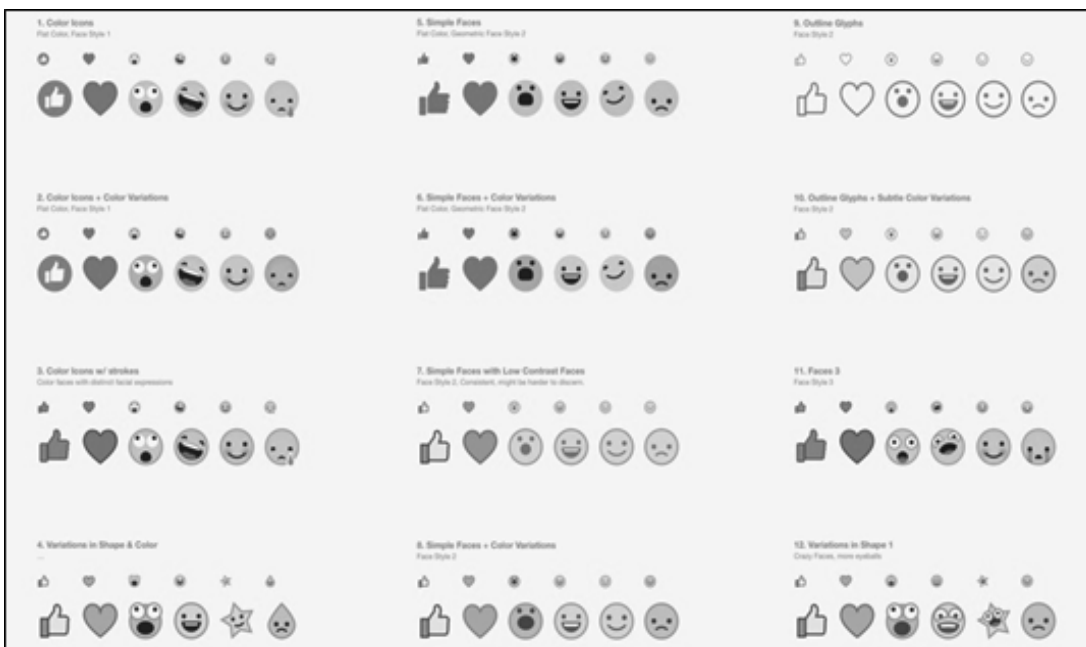 1. Color Icons
Flat Color, Face Style 1
2. Color Icons + Color Variations
Flat Color, Face Style 1
3. Color Icons w/ strokes
Color faces with distinct facial expressions
4. Variations in Shape & Color
...
5. Simple Faces
Flat Color, Geometric Face Style 2
6. Simple Faces + Color Variations
Flat Color, Geometric Face Style 2
7. Simple Faces with Low Contrast Faces
Face Style 2, Consistent, might be harder to discern.
8. Simple Faces + Color Variations
Face Style 2
9. Outline Glyphs
Face Style 2
10. Outline Glyphs + Subtle Color Variations
Face Style 2
11. Faces 3
Face Style 3
12. Variations in Shape 1
Crazy Faces, more eyeballs